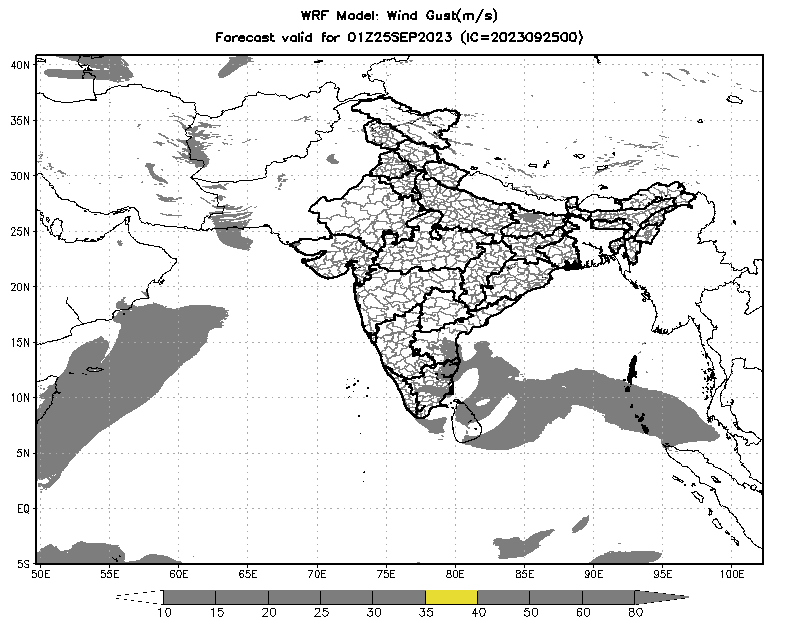 WRF Model: Wind Gust(m/s)
Forecast valid for 01Z25SEP2023 (IC=2023092500)
40N
35N
30N
25N
20N
15N
10N
5N
EQ
5S
50E 55E 60E 65E 70E 75E 80E 85E 90E 95E 100E
10 15 20 25 30 35 40 50 60 80